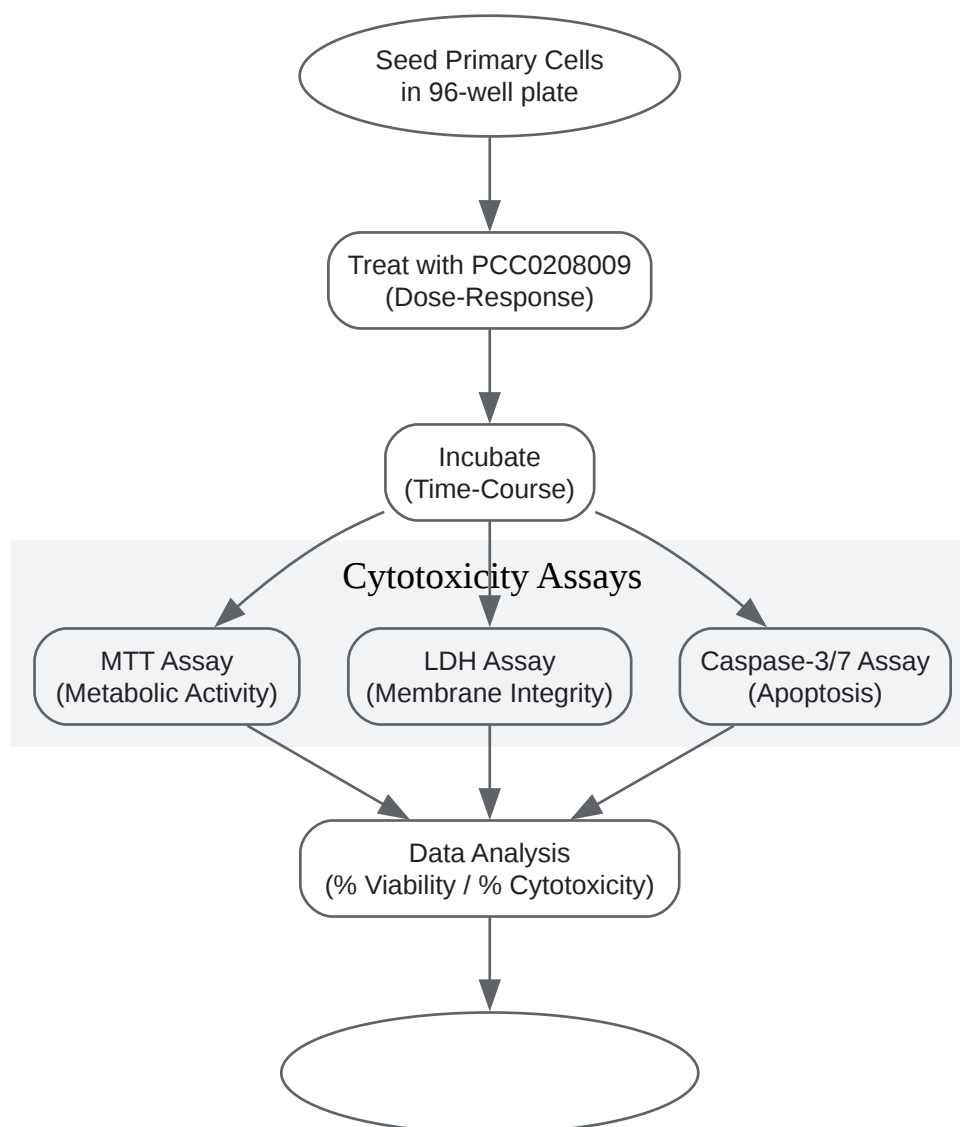 Seed Primary Cells
in 96-well plate
Treat with PCC0208009
(Dose-Response)
Incubate
(Time-Course)
Cytotoxicity Assays
MTT Assay
(Metabolic Activity)
LDH Assay
(Membrane Integrity)
Caspase-3/7 Assay
(Apoptosis)
Data Analysis
(% Viability / % Cytotoxicity)